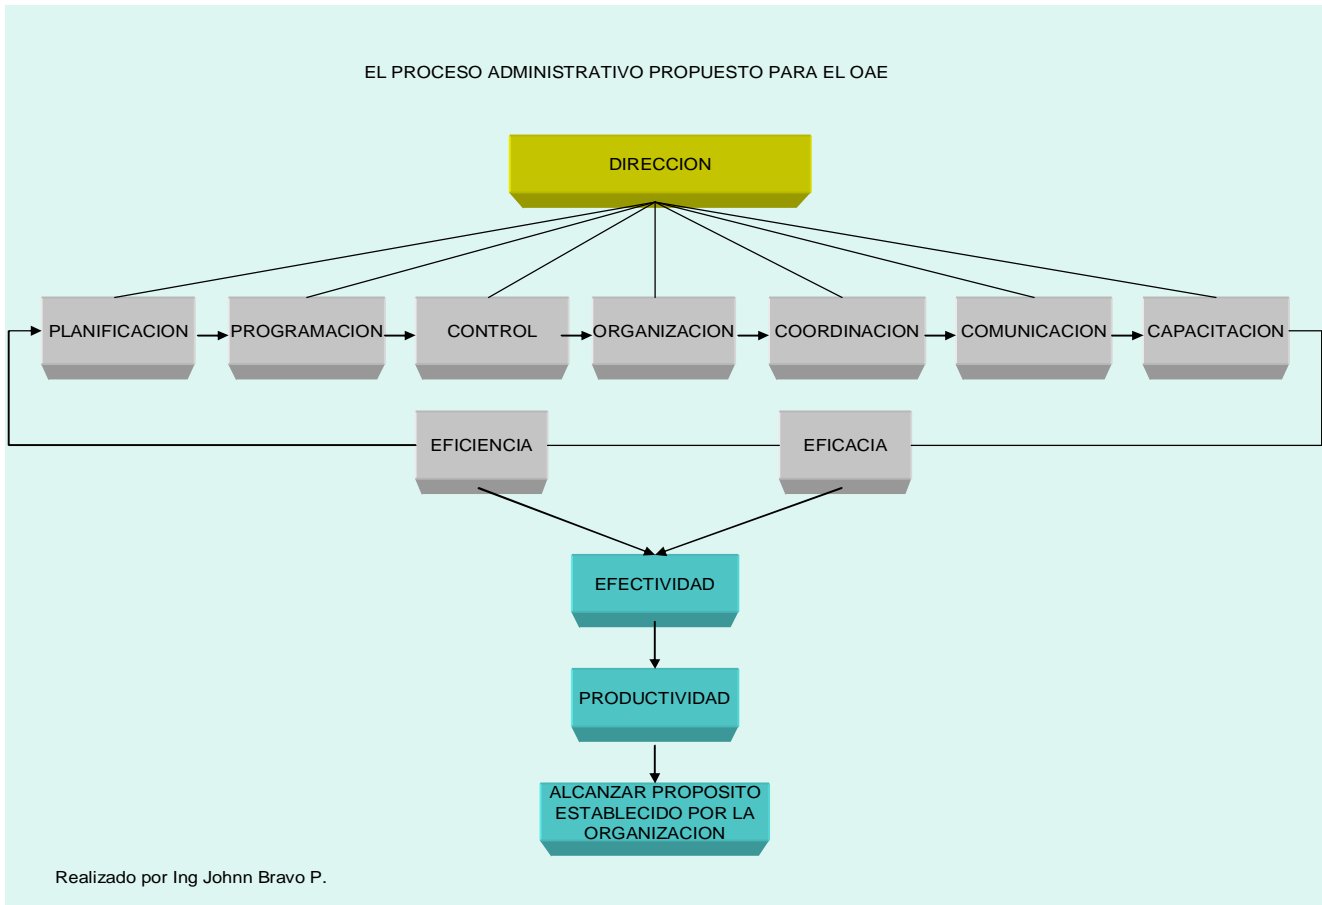 EL PROCESO ADMINISTRATIVO PROPUESTO PARA EL OAE
DIRECCION
PLANIFICACION
PROGRAMACION
CONTROL
ORGANIZACION
COORDINACION
COMUNICACION
CAPACITACION
EFICIENCIA
EFICACIA
EFECTIVIDAD
PRODUCTIVIDAD
ALCANZAR PROPOSITO
ESTABLECIDO POR LA
ORGANIZACION
Realizado por Ing Johnn Bravo P.